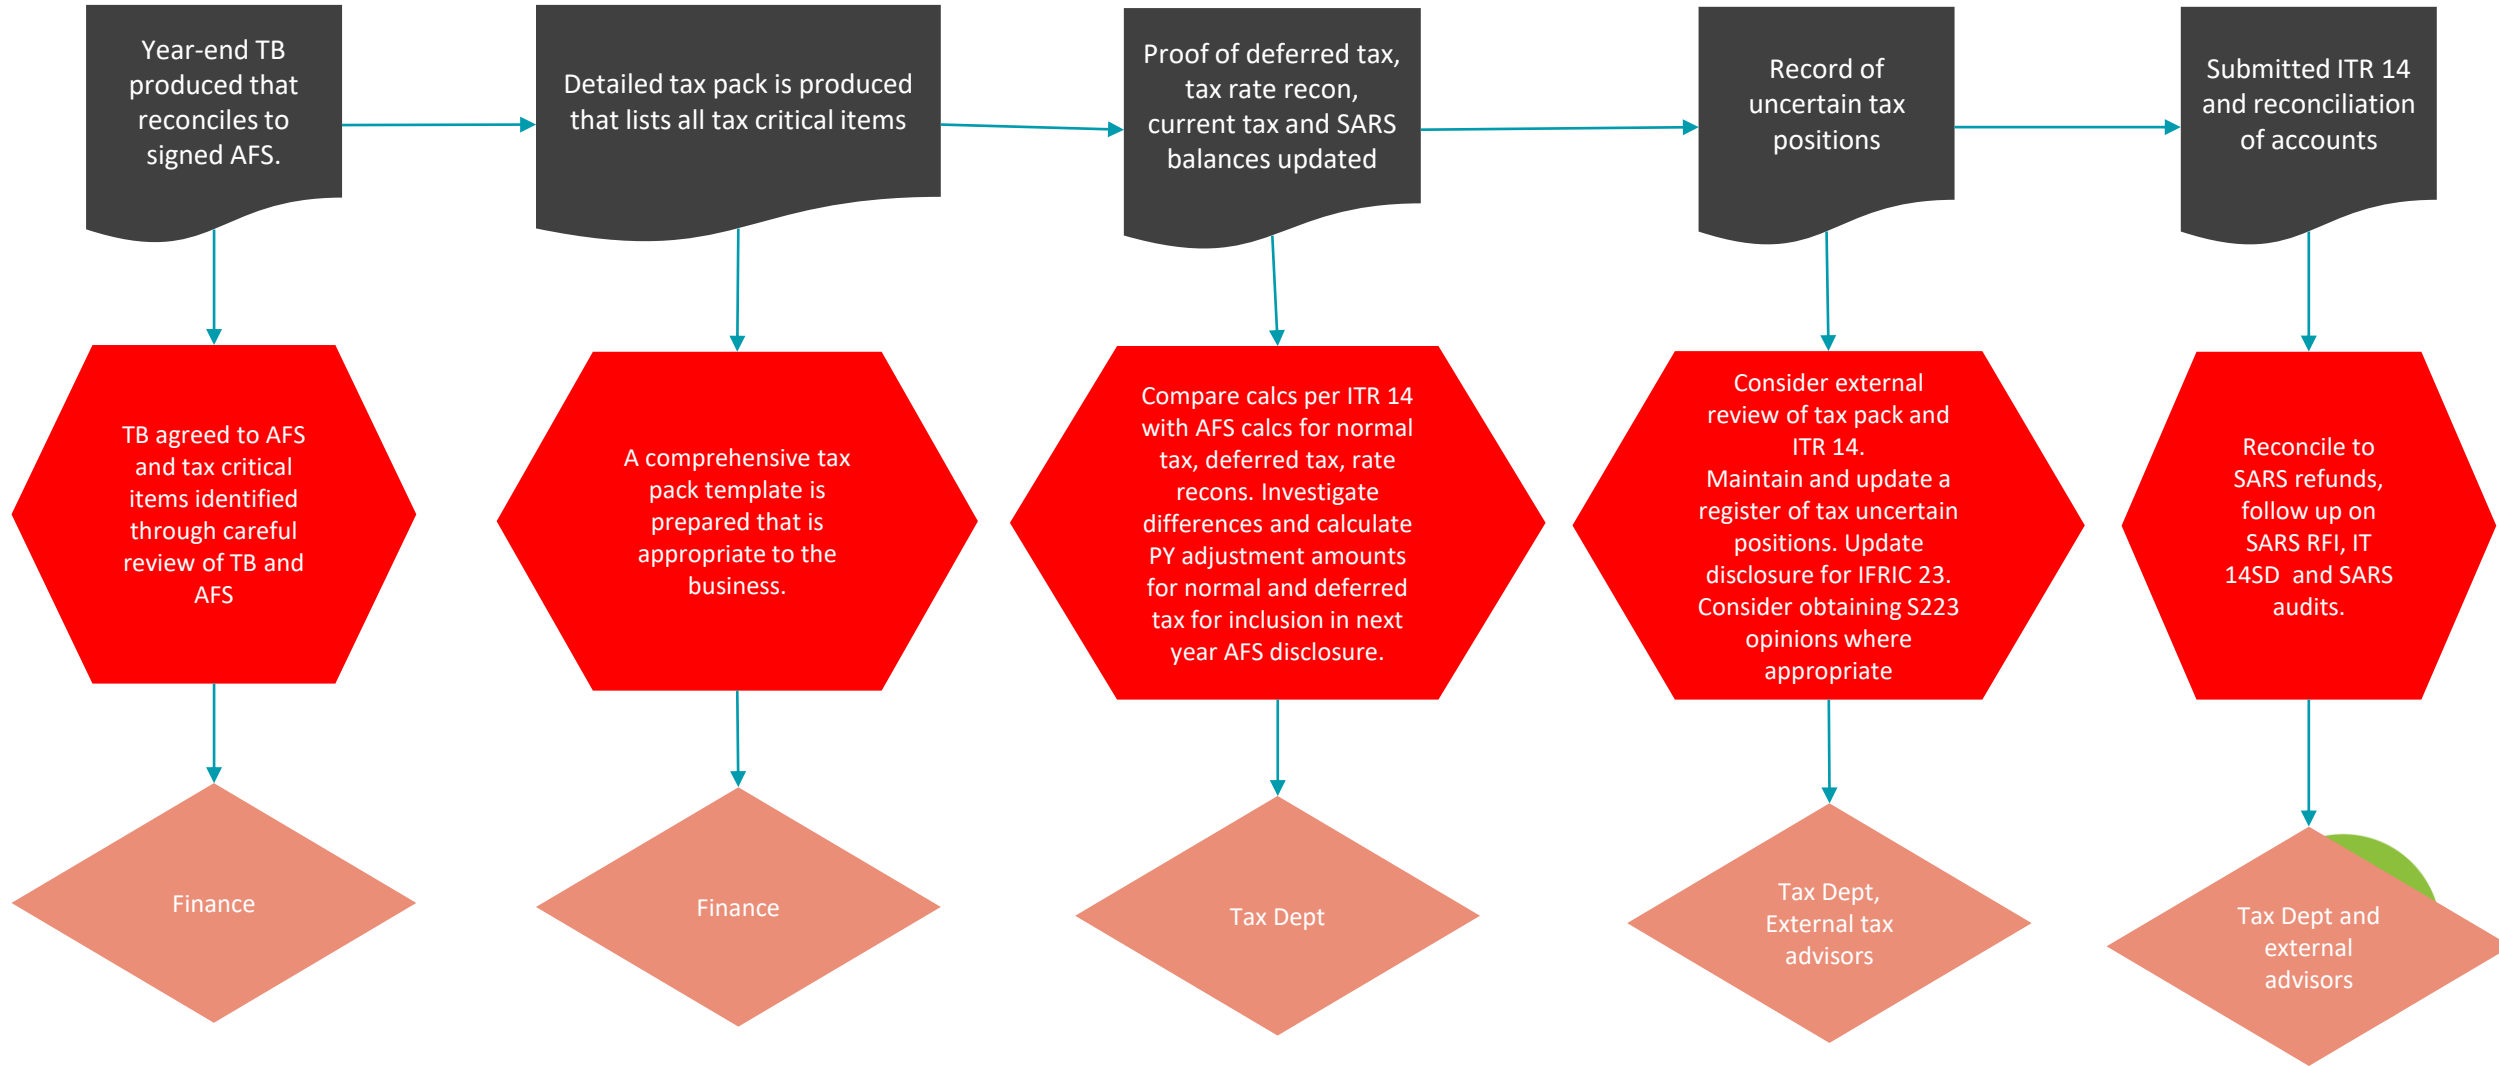 Year-end TB
produced that
reconciles to
signed AFS.
Detailed tax pack is produced
that lists all tax critical items
Proof of deferred tax,
tax rate recon,
current tax and SARS
balances updated
Record of
uncertain tax
positions
Submitted ITR 14
and reconciliation
of accounts
TB agreed to AFS
and tax critical
items identified
through careful
review of TB and
AFS
A comprehensive tax
pack template is
prepared that is
appropriate to the
business.
Compare calcs per ITR 14
with AFS calcs for normal
tax, deferred tax, rate
recons. Investigate
differences and calculate
PY adjustment amounts
for normal and deferred
tax for inclusion in next
year AFS disclosure.
Consider external
review of tax pack and
ITR 14.
Maintain and update a
register of tax uncertain
positions. Update
disclosure for IFRIC 23.
Consider obtaining S223
opinions where
appropriate
Reconcile to
SARS refunds,
follow up on
SARS RFI, IT
14SD  and SARS
audits.
Finance
Finance
Tax Dept
Tax Dept,
External tax
advisors
Tax Dept and
external
advisors